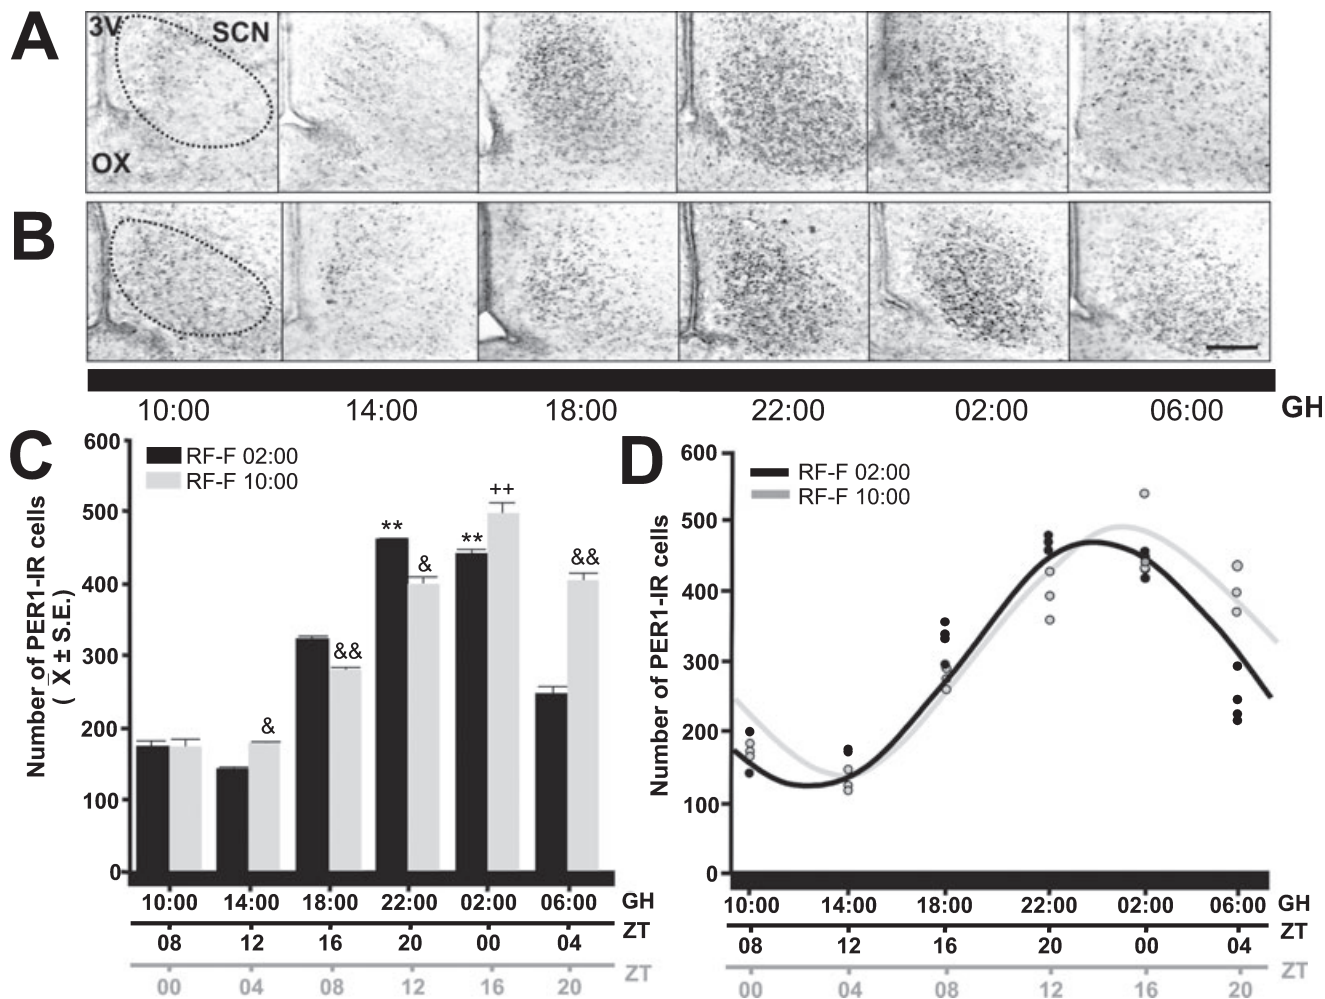 A
3V
SCN
OX
B
10:00 14:00 18:00 22:00 02:00 06:00 GH
C
600
500
400
300
200
100
0
Number of PER1-IR cells
( X̅ ± S.E.)
RF-F 02:00
RF-F 10:00
& && ** & ** ++ &&
10:00 14:00 18:00 22:00 02:00 06:00 GH
08 12 16 20 00 04 ZT
00 04 08 12 16 20 ZT
D
600
500
400
300
200
100
0
Number of PER1-IR cells
RF-F 02:00
RF-F 10:00
10:00 14:00 18:00 22:00 02:00 06:00 GH
08 12 16 20 00 04 ZT
00 04 08 12 16 20 ZT